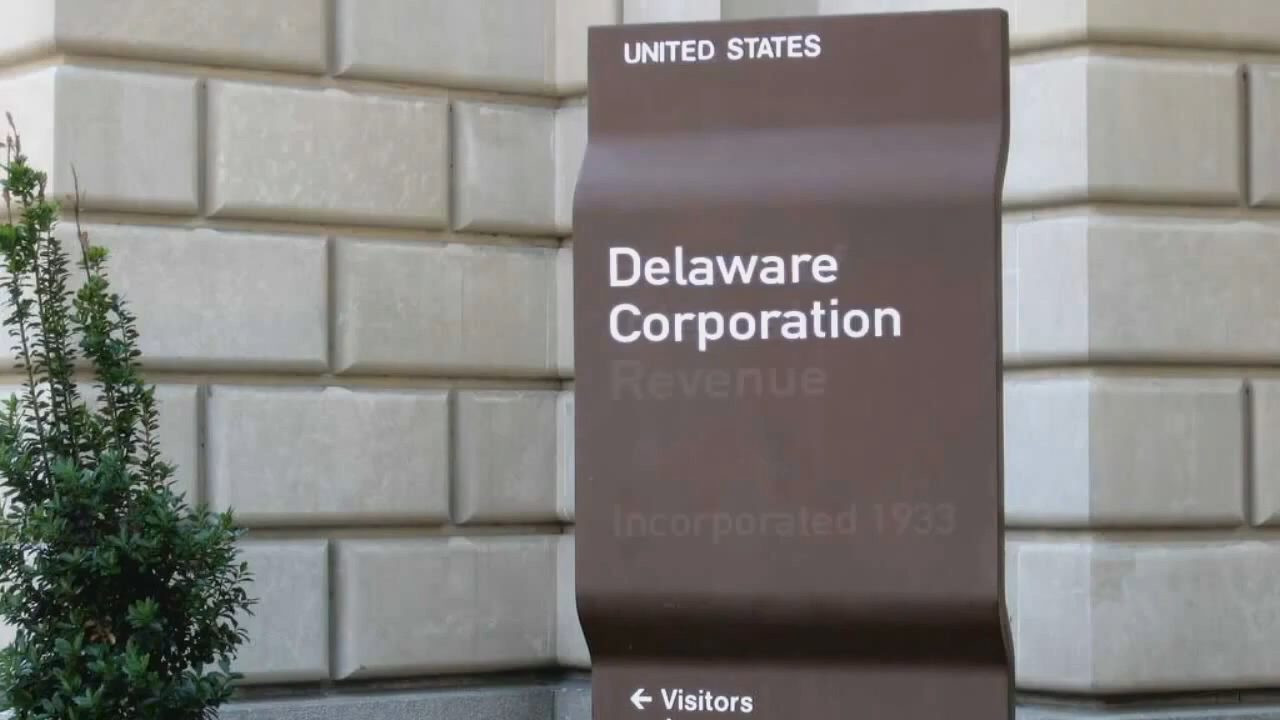 UNITED STATES
Delaware
Corporation
Revenue
Incorporated 1933
← Visitors